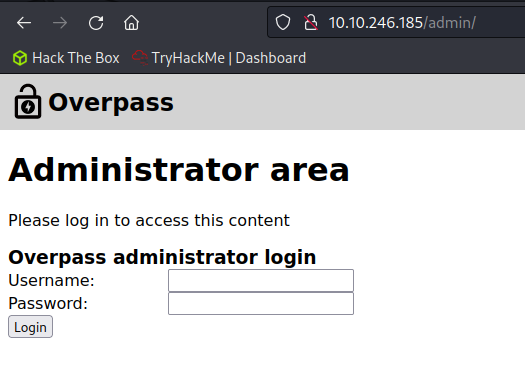 10.10.246.185/admin/
Hack The Box TryHackMe | Dashboard
Overpass
Administrator area
Please log in to access this content
Overpass administrator login
Username:
Password:
Login